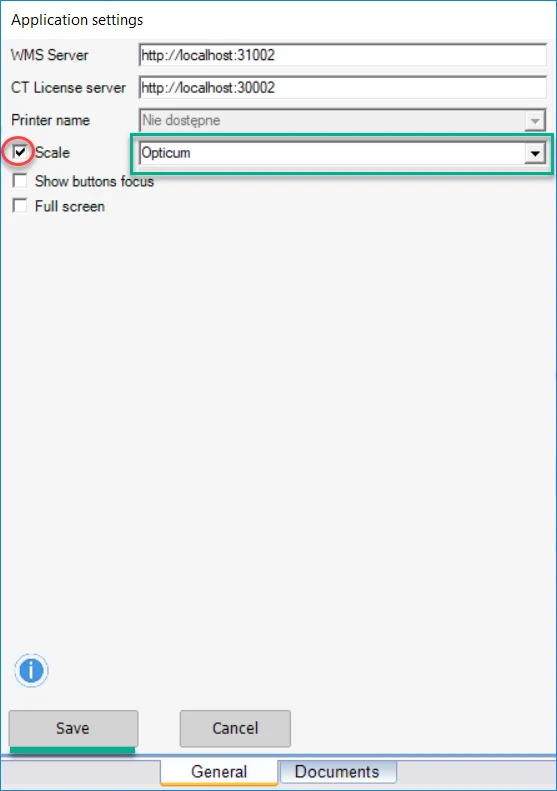 Application settings
WMS Server http://localhost:31002
CT License server http://localhost:30002
Printer name Nie dostępne
Scale Opticum
Show buttons focus
Full screen
i
Save Cancel
General Documents